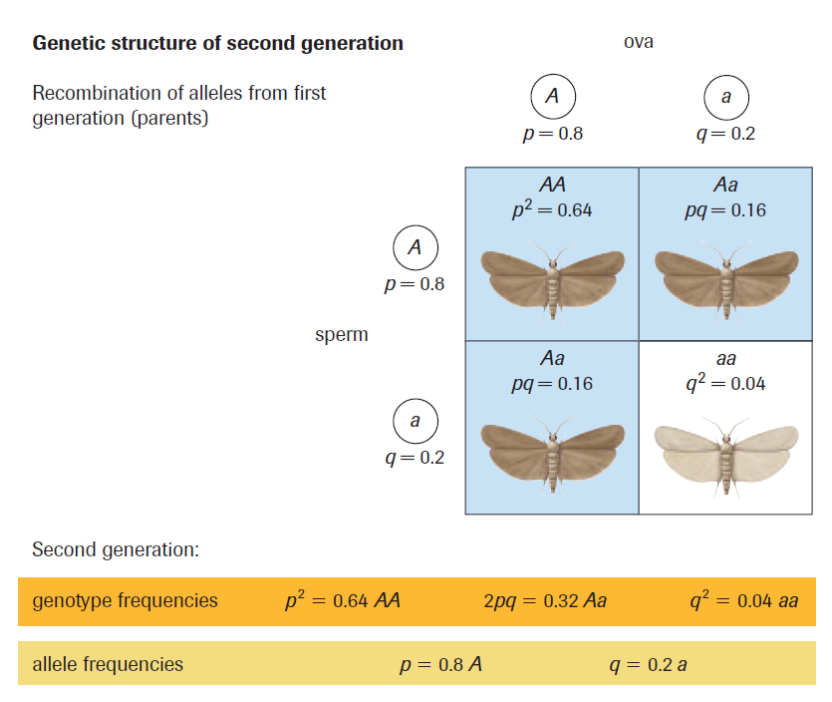 Genetic structure of second generation
ova
Recombination of alleles from first
generation (parents)
A
a
p = 0.8
q = 0.2
AA
Aa
p² = 0.64
pq = 0.16
A
p = 0.8
sperm
Aa
aa
pq = 0.16
q² = 0.04
a
q = 0.2
Second generation:
genotype frequencies p² = 0.64 AA 2pq = 0.32 Aa q² = 0.04 aa
allele frequencies p = 0.8 A q = 0.2 a